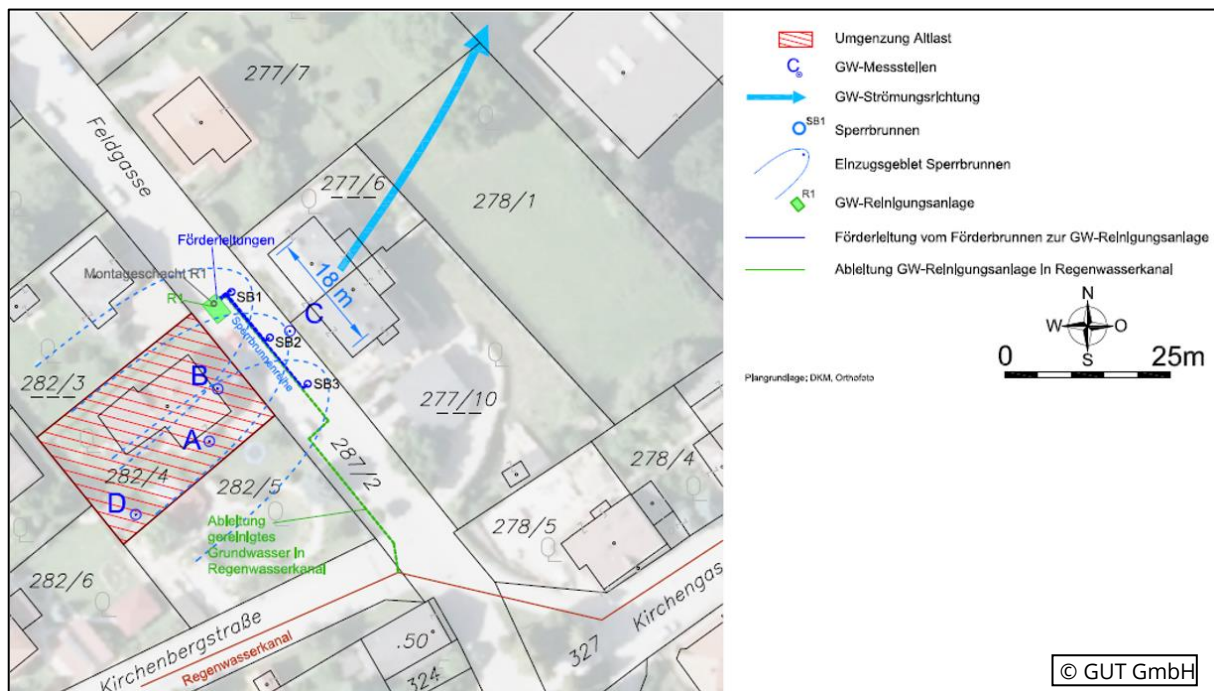 277/7
Feldgasse
277/6
278/1
Förderleitungen
Montageschacht R1
R1
SB1
18 m
C
SB2
Sperrbrunnenreihe
SB3
282/3
B
277/10
A
282/4
282/5
287/2
278/4
D
278/5
Ableitung
gereinigtes
Grundwasser in
Regenwasserkanal
282/6
Kirchenbergstraße
Regenwasserkanal
.50
324
327
Kirchengas
Umgenzung Altlast
C
GW-Messstellen
GW-Strömungsrichtung
SB1
Sperrbrunnen
Einzugsgebiet Sperrbrunnen
R1
GW-Reinigungsanlage
Förderleitung vom Förderbrunnen zur GW-Reinigungsanlage
Ableitung GW-Reinigungsanlage in Regenwasserkanal
N
W O
S
0 25m
Plangrundlage; DKM, Orthofoto
© GUT GmbH